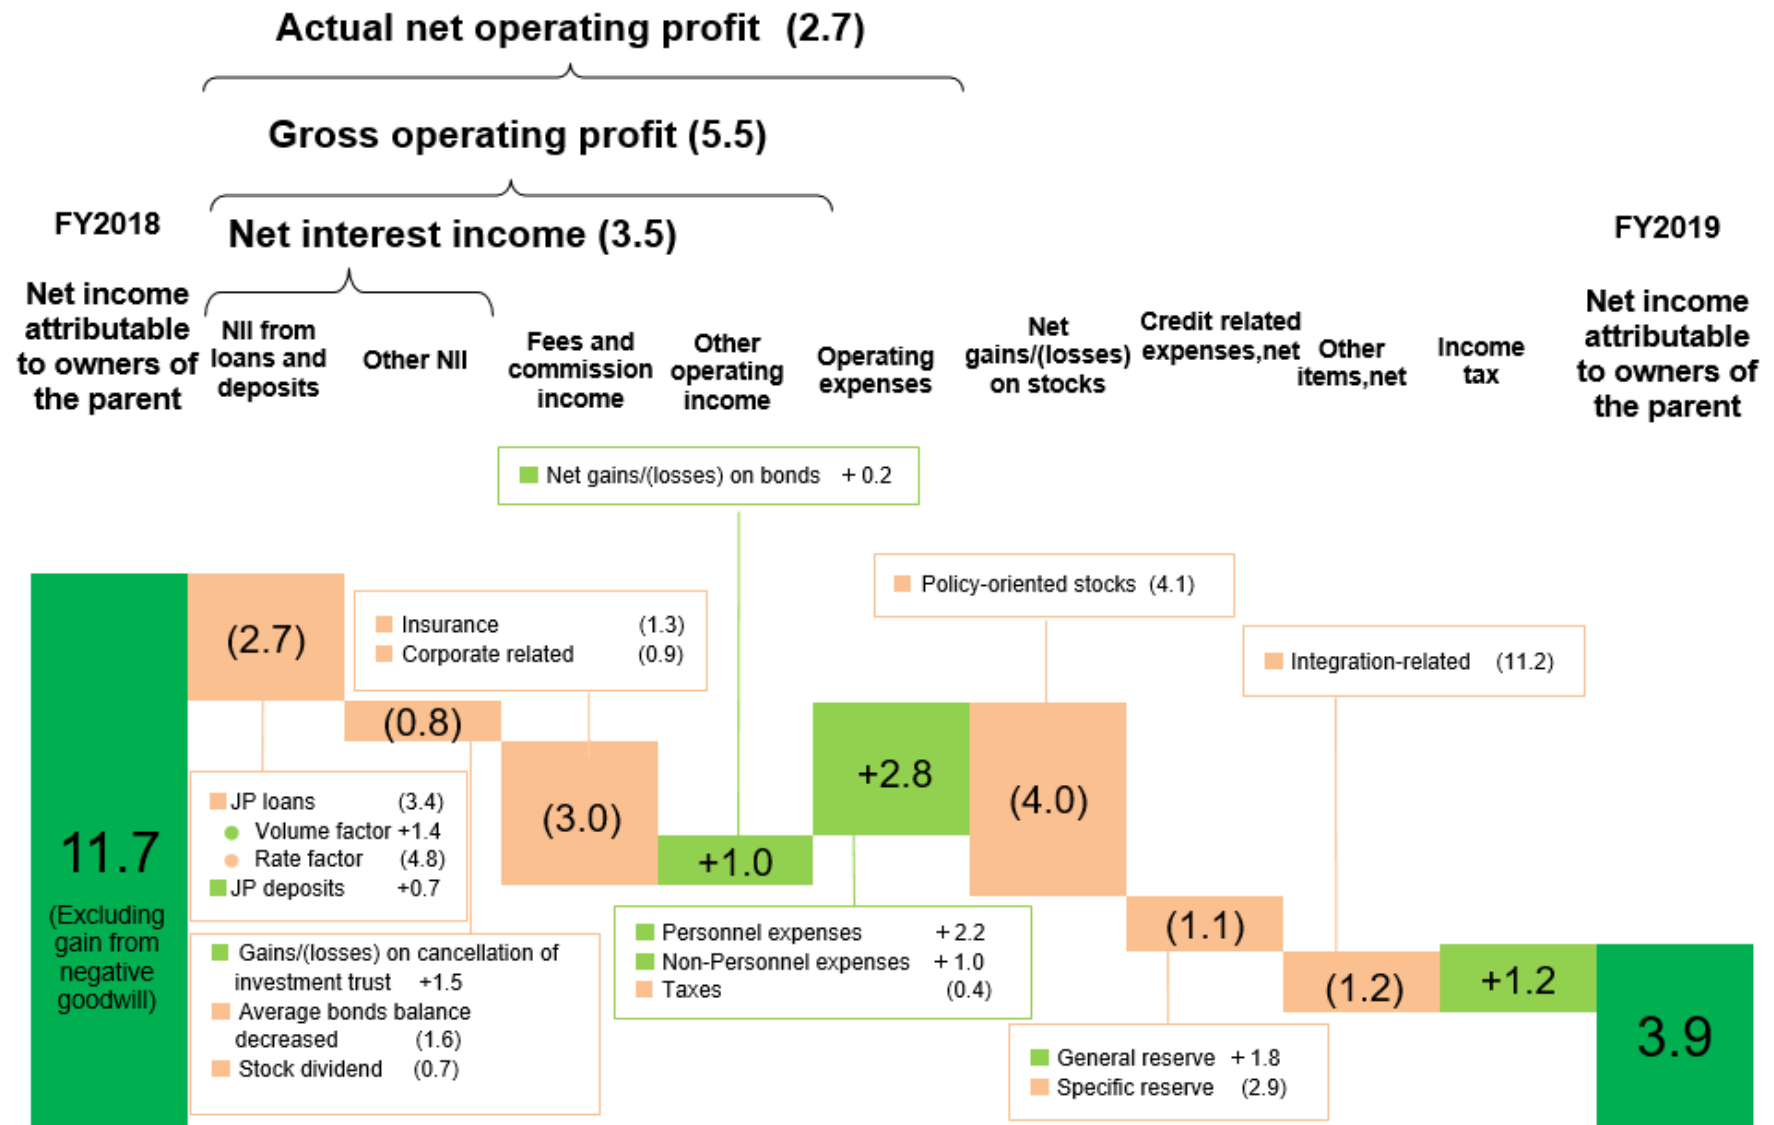 Actual net operating profit (2.7)
Gross operating profit (5.5)
Net interest income (3.5)
FY2018
Net income
attributable
to owners of
the parent
NII from
loans and
deposits
Other NII
Fees and
commission
income
Other
operating
income
Operating
expenses
Net
gains/(losses)
on stocks
Credit related
expenses,net
Other
items,net
Income
tax
FY2019
Net income
attributable
to owners of
the parent
Net gains/(losses) on bonds + 0.2
Policy-oriented stocks (4.1)
Insurance (1.3)
Corporate related (0.9)
Integration-related (11.2)
(2.7)
(0.8)
(3.0)
+1.0
+2.8
(4.0)
(1.1)
(1.2)
+1.2
11.7
(Excluding
gain from
negative
goodwill)
3.9
JP loans (3.4)
Volume factor +1.4
Rate factor (4.8)
JP deposits +0.7
Gains/(losses) on cancellation of
investment trust +1.5
Average bonds balance
decreased (1.6)
Stock dividend (0.7)
Personnel expenses + 2.2
Non-Personnel expenses + 1.0
Taxes (0.4)
General reserve + 1.8
Specific reserve (2.9)